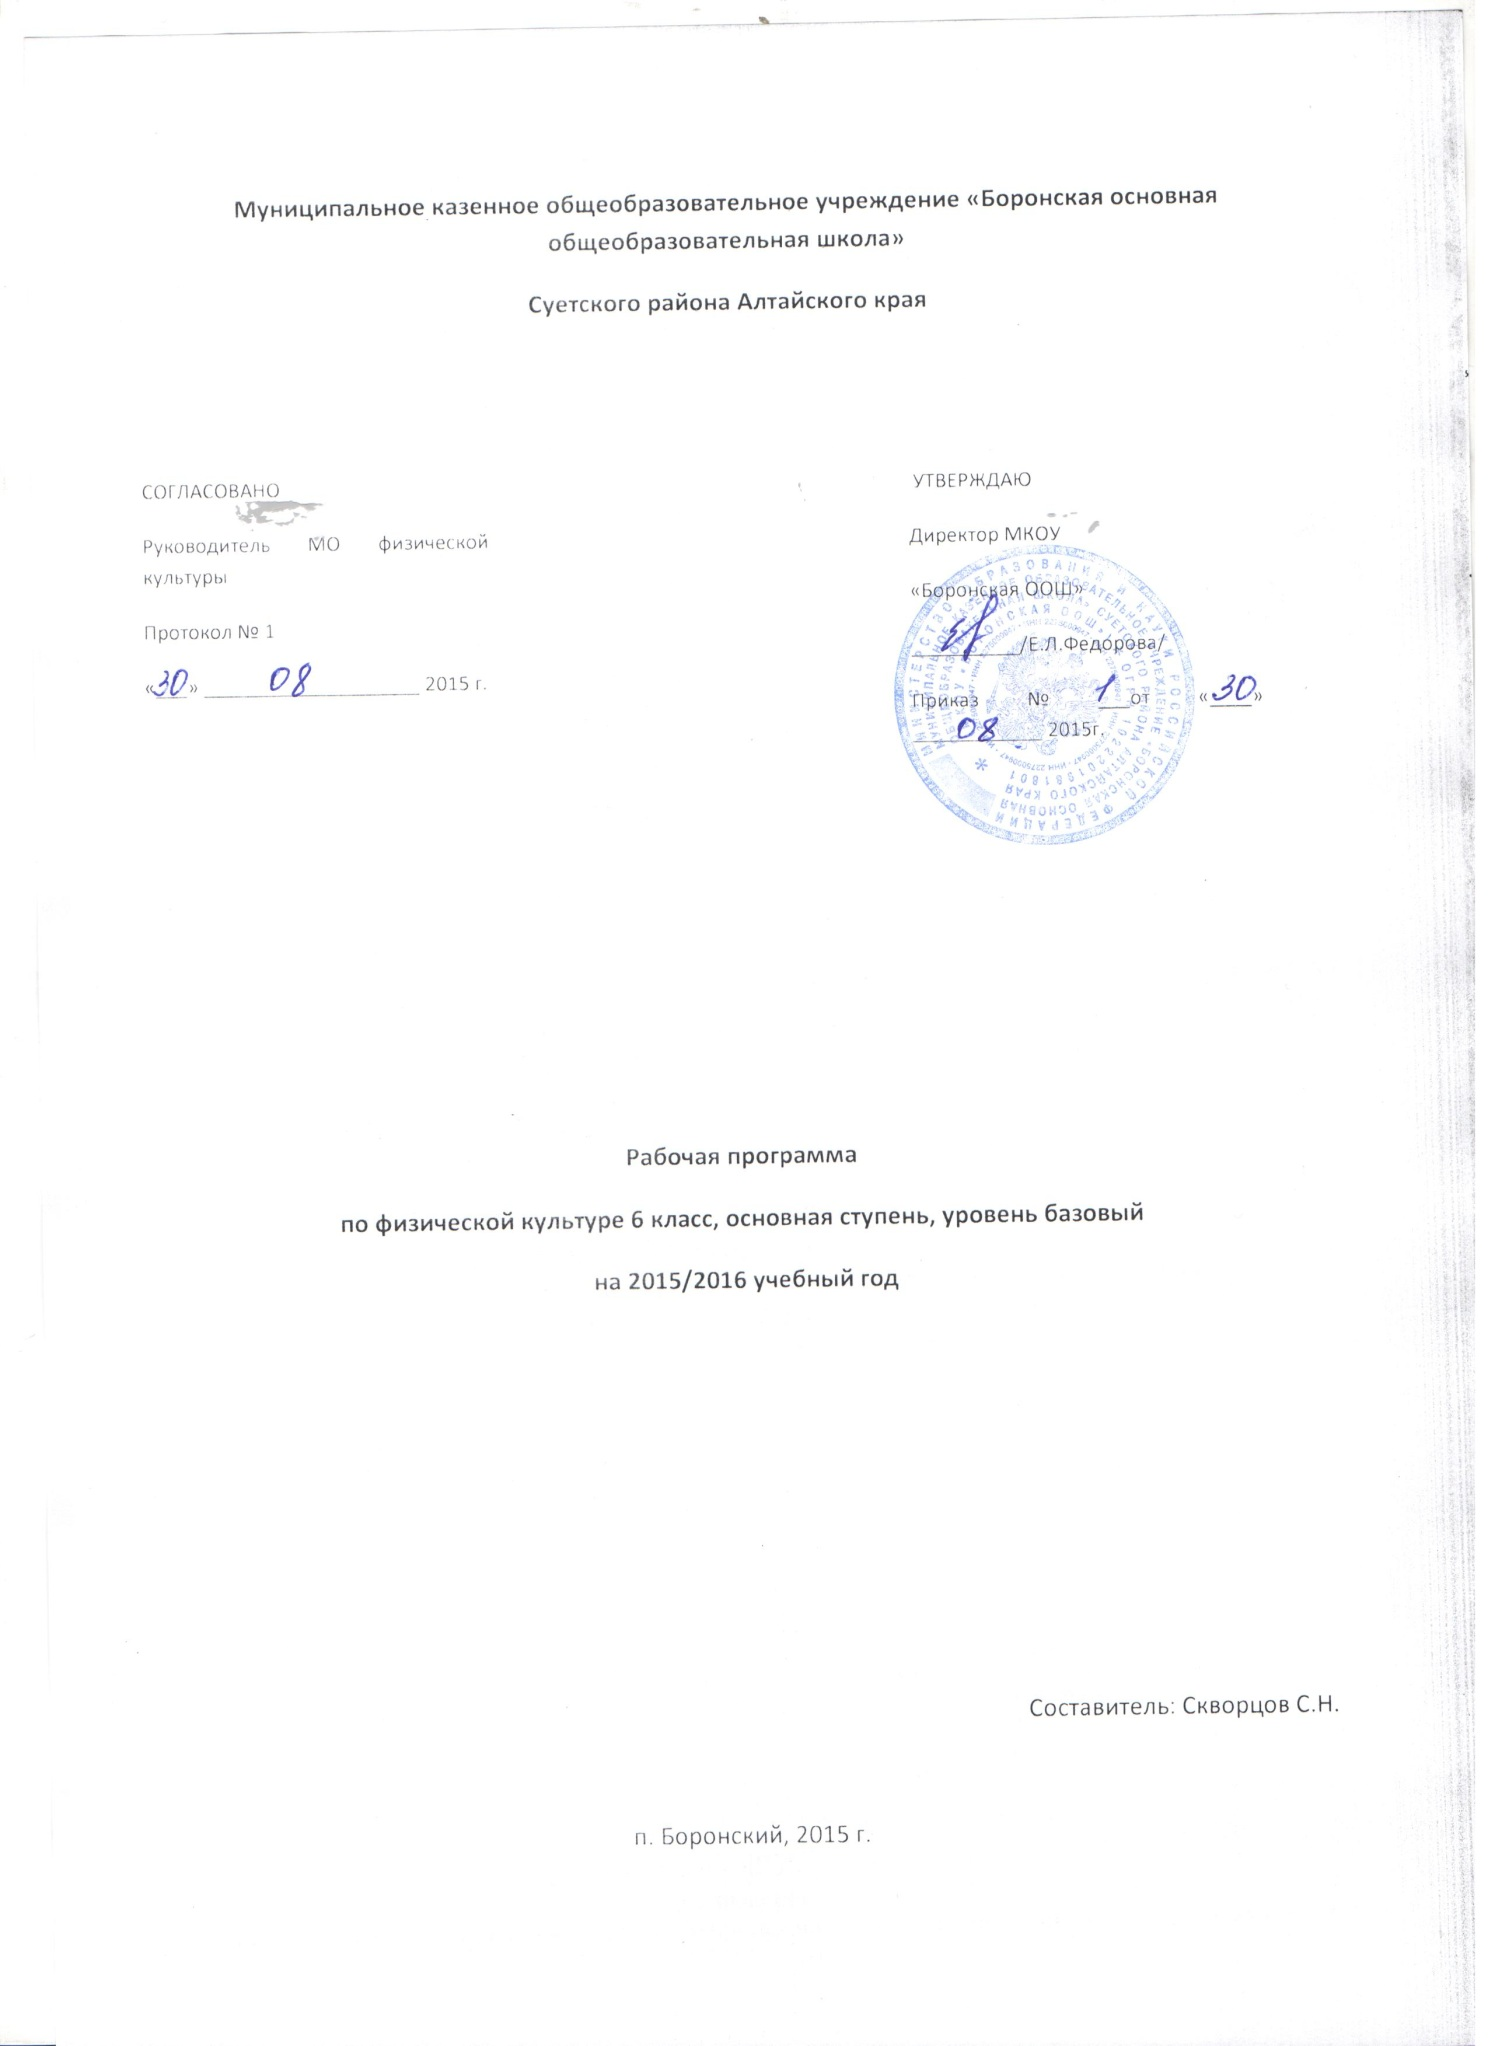 Муниципальное казенное общеобразовательное учреждение «Боронская основная
общеобразовательная школа»
Суетского района Алтайского края
СОГЛАСОВАНО
Руководитель МО физической
культуры
Протокол № 1
«30» 08 2015 г.
УТВЕРЖДАЮ
Директор МКОУ
«Боронская ООШ»
/Е.Л.Федорова/
Приказ № 1 от «30»
08 2015г.
Рабочая программа
по физической культуре 6 класс, основная ступень, уровень базовый
на 2015/2016 учебный год
Составитель: Скворцов С.Н.
п. Боронский, 2015 г.